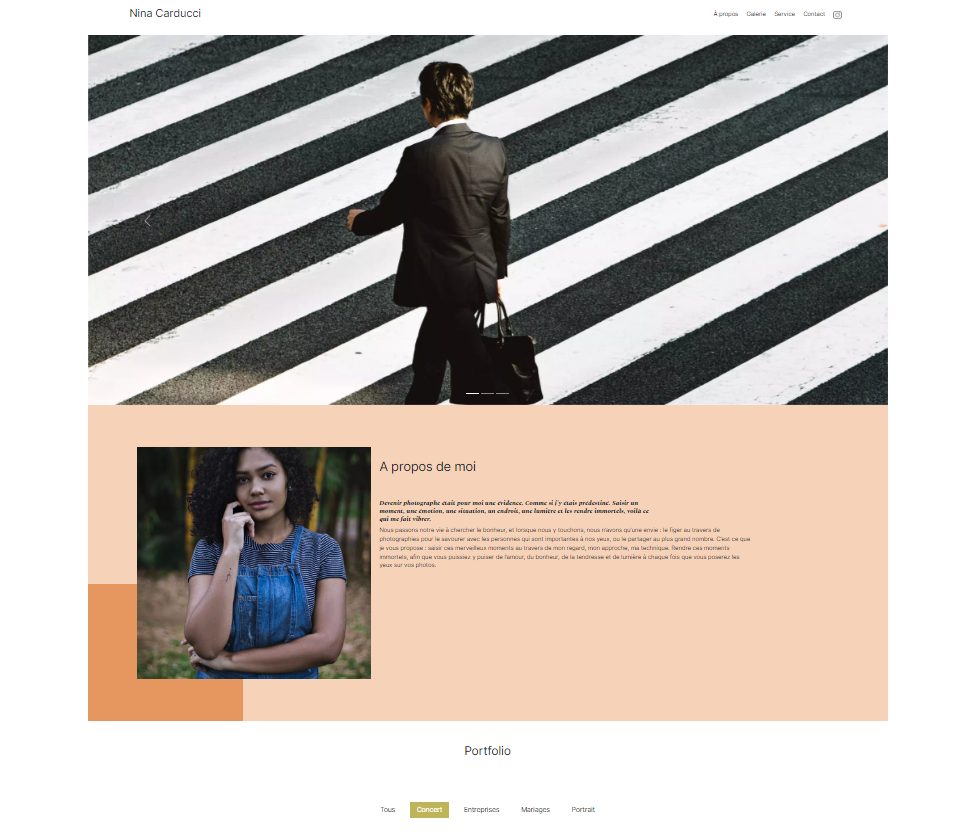 Nina Carducci
À propos Galerie Service Contact
A propos de moi
Devenir photographe était pour moi une évidence. Comme si j'y étais prédestiné. Saisir un
moment, une émotion, une situation, un endroit, une lumière et les rendre immortels, voilà ce
qui me fait vibrer.
Nous passons notre vie à chercher le bonheur, et lorsque nous y touchons, nous n'avons qu'une envie : le figer au travers de
photographies pour le savourer avec les personnes qui sont importantes à nos yeux, ou le partager au plus grand nombre. C'est ce que
je vous propose : saisir ces merveilleux moments au travers de mon regard, mon approche, ma technique. Rendre ces moments
immortels, afin que vous puissiez y puiser de l'amour, du bonheur, de la tendresse et de lumière à chaque fois que vous poserez les
yeux sur vos photos.
Portfolio
Tous Concert Entreprises Mariages Portrait